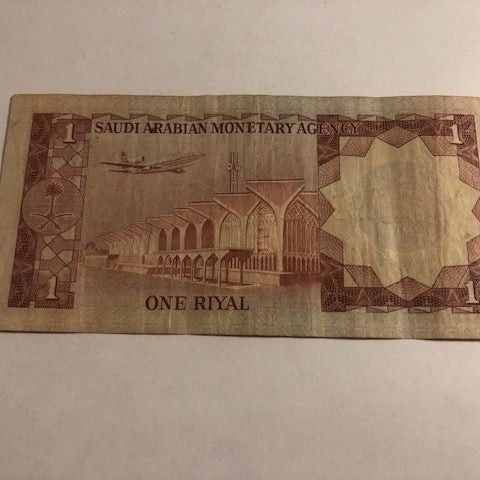 1 SAUDI ARABIAN MONETARY AGENCY 1
1 ONE RIYAL 1